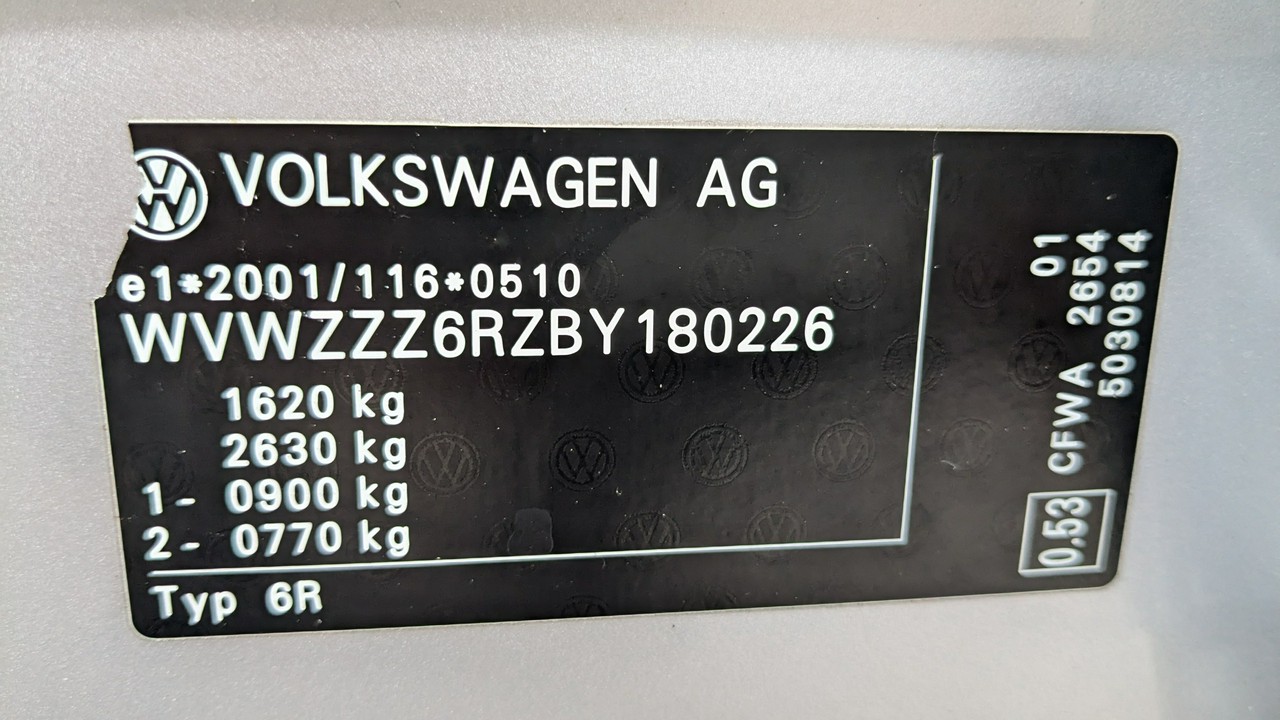 VOLKSWAGEN AG
e1*2001/116*0510
WVWZZZ6RZBY180226
1620 kg
2630 kg
1- 0900 kg
2- 0770 kg
Typ 6R
0.53 CFWA 2654 01
5030814